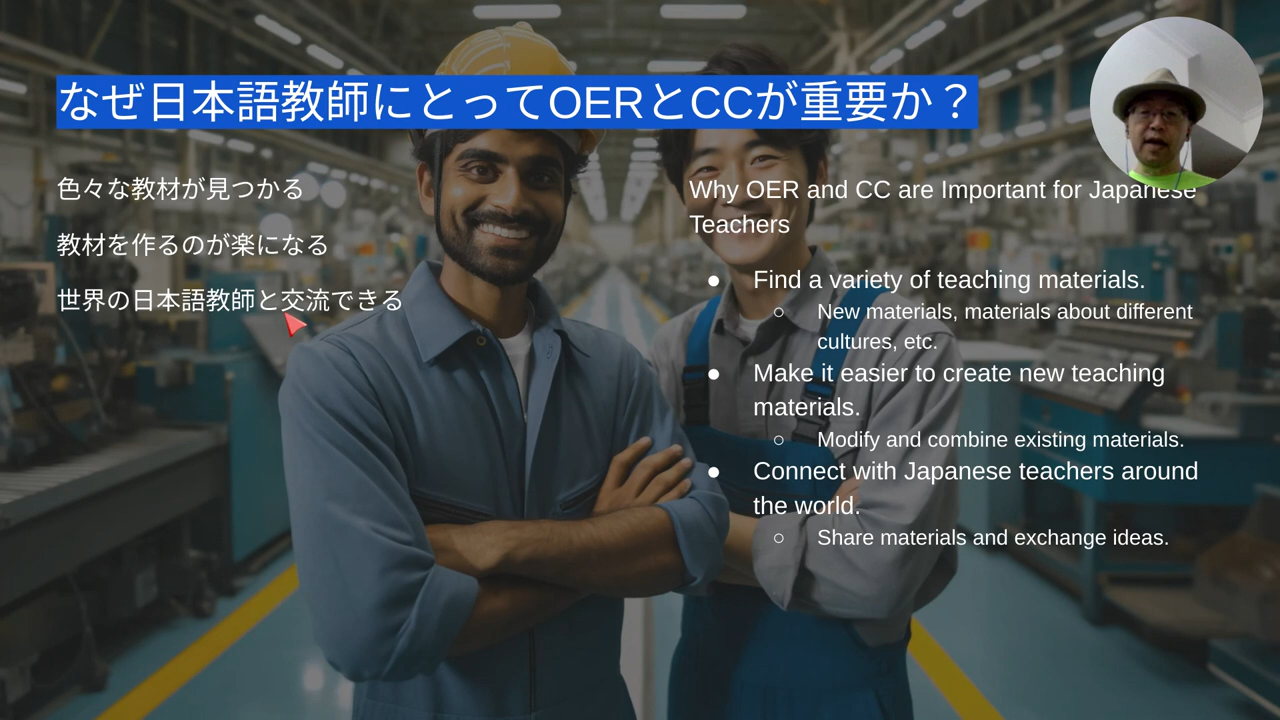 なぜ日本語教師にとってOERとCCが重要か？
色々な教材が見つかる
教材を作るのが楽になる
世界の日本語教師と交流できる
Why OER and CC are Important for Japanese
Teachers
● Find a variety of teaching materials.
○ New materials, materials about different
cultures, etc.
● Make it easier to create new teaching
materials.
○ Modify and combine existing materials.
● Connect with Japanese teachers around
the world.
○ Share materials and exchange ideas.